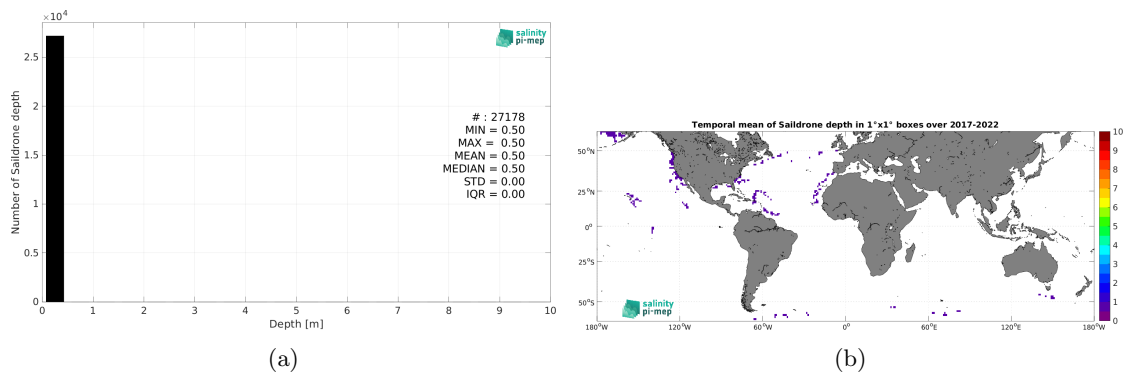 ×10⁴
2.5
2
1.5
1
0.5
0
Number of Saildrone depth
salinity
pi-mep
# : 27178
MIN = 0.50
MAX = 0.50
MEAN = 0.50
MEDIAN = 0.50
STD = 0.00
IQR = 0.00
0 1 2 3 4 5 6 7 8 9 10
Depth [m]
(a)
Temporal mean of Saildrone depth in 1°x1° boxes over 2017-2022
50°N
25°N
0°
25°S
50°S
salinity
pi-mep
180°W 120°W 60°W 0° 60°E 120°E 180°W
10
9
8
7
6
5
4
3
2
1
0
(b)